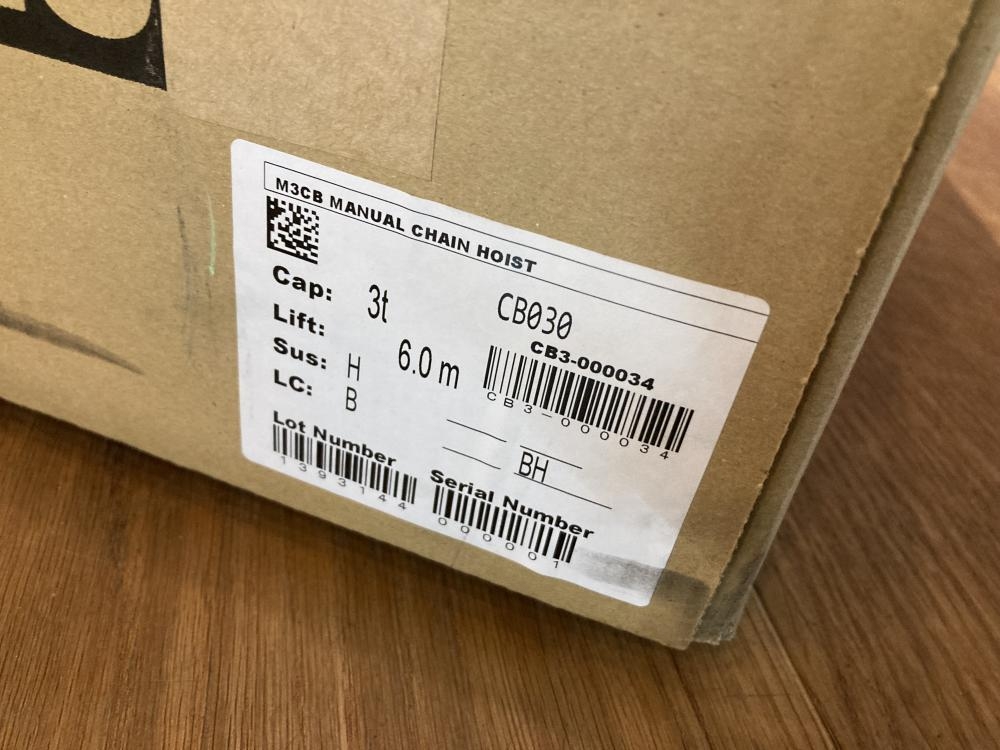 M3CB MANUAL CHAIN HOIST
Cap: 3t CB030
Lift: 6.0 m CB3-000034
CB3-000034
Sus: H
LC: B
BH
Lot Number Serial Number
1393144 000001